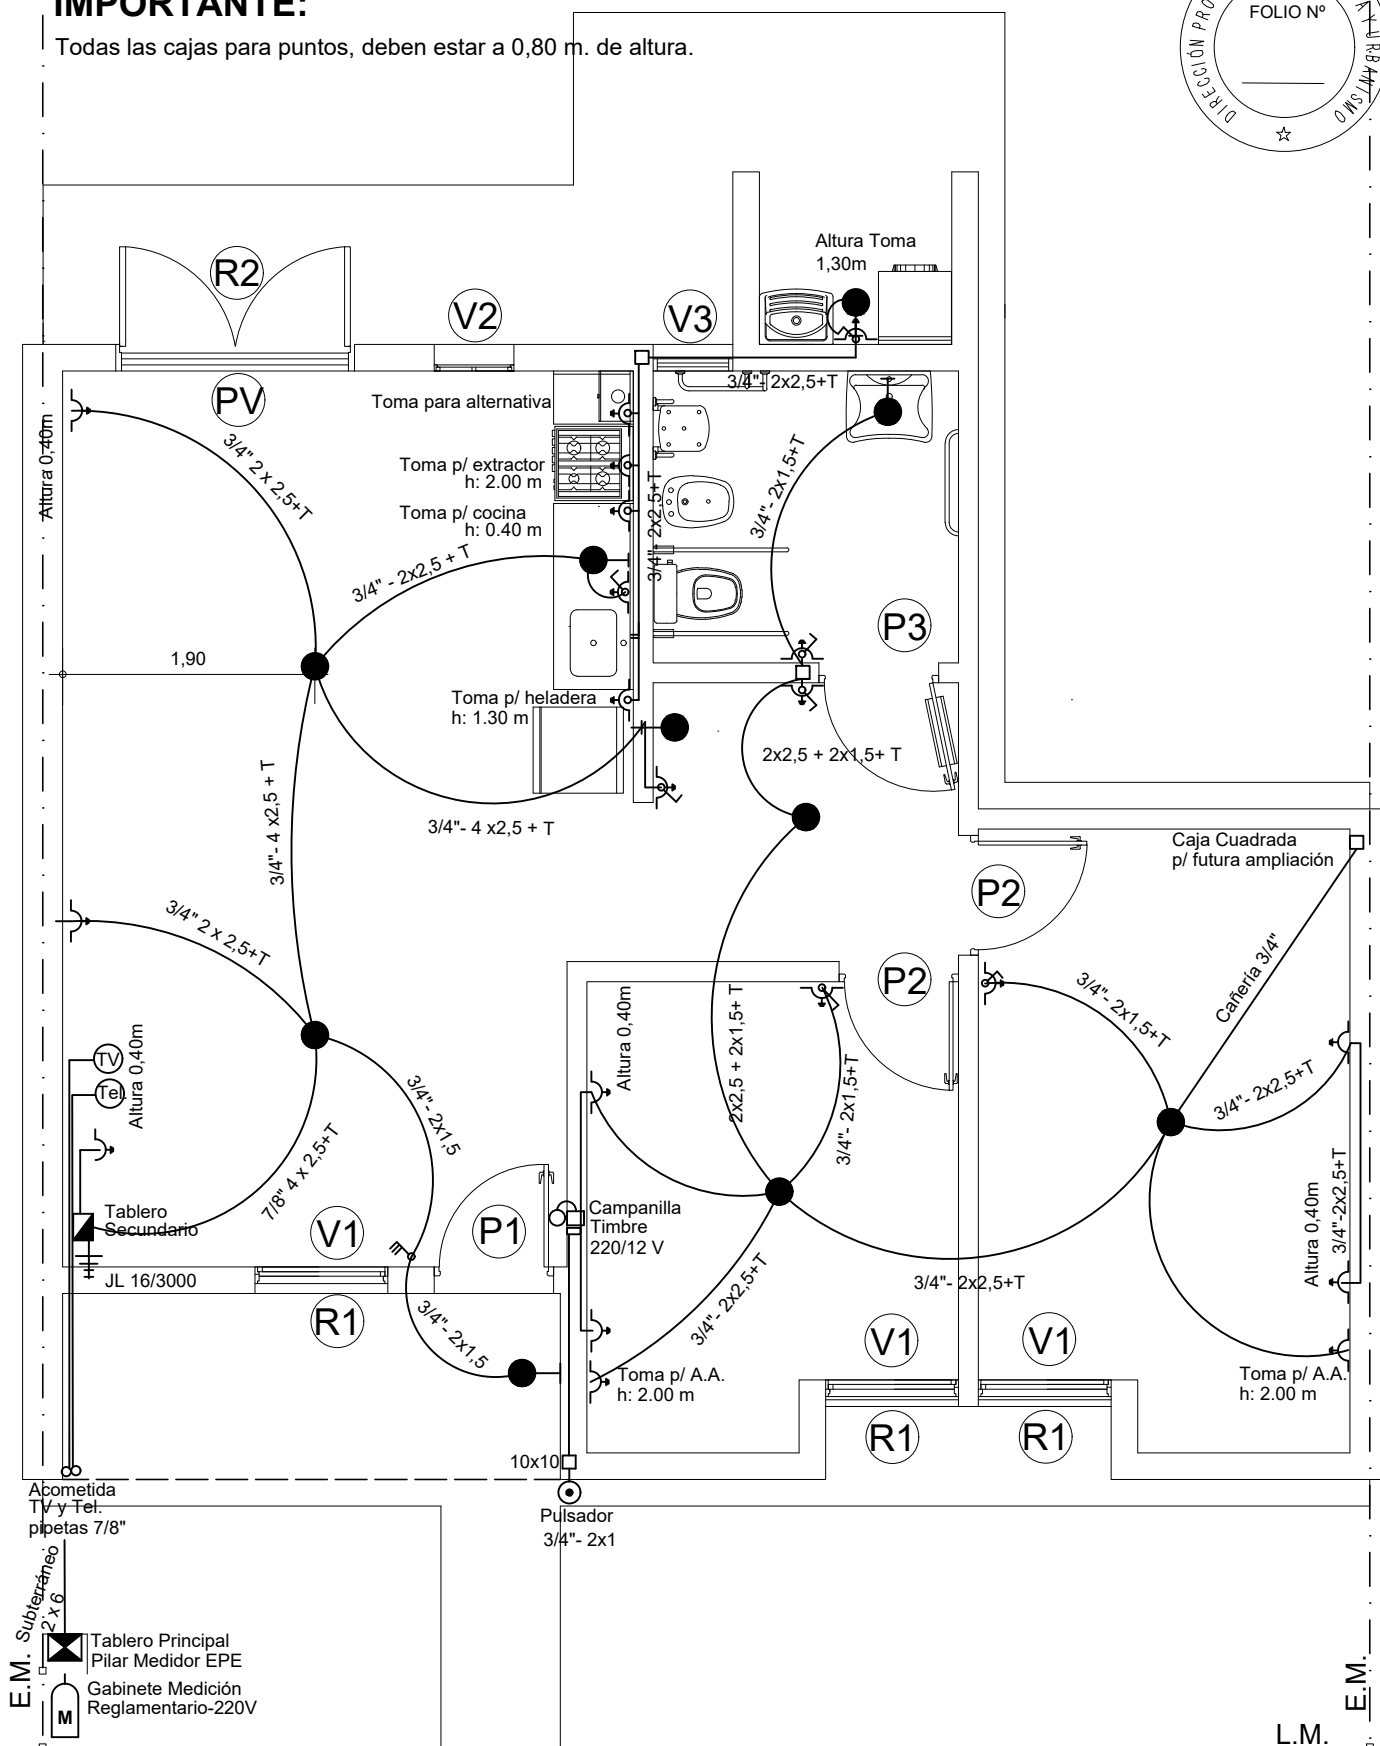 IMPORTANTE:
Todas las cajas para puntos, deben estar a 0,80 m. de altura.
FOLIO Nº
Altura Toma
1,30m
R2
V2
V3
PV
3/4"- 2x2,5+T
Toma para alternativa
Altura 0,40m
3/4" 2 x 2,5+T
Toma p/ extractor
h: 2.00 m
Toma p/ cocina
h: 0.40 m
3/4" - 2x2,5+T
3/4"- 2x1,5+T
3/4" - 2x2,5 + T
P3
1,90
Toma p/ heladera
h: 1.30 m
2x2,5 + 2x1,5+ T
3/4"- 4 x2,5 + T
3/4"- 4 x2,5 + T
Caja Cuadrada
p/ futura ampliación
P2
P2
3/4" 2 x 2,5+T
Cañería 3/4"
3/4"- 2x1,5+T
Altura 0,40m
2x2,5 + 2x1,5+ T
3/4"- 2x1,5+T
TV
Tel.
Altura 0,40m
3/4"- 2x1,5
3/4"- 2x2,5+T
7/8" 4 x 2,5+T
Tablero
Secundario
V1
P1
Campanilla
Timbre
220/12 V
Altura 0,40m
3/4"-2x2,5+T
JL 16/3000
3/4"- 2x2,5+T
3/4"- 2x2,5+T
R1
3/4"- 2x1,5
V1
V1
Toma p/ A.A.
h: 2.00 m
Toma p/ A.A.
h: 2.00 m
R1
R1
10x10
Acometida
TV y Tel.
pipetas 7/8"
Pulsador
3/4"- 2x1
Subterráneo
2 x 6
Tablero Principal
Pilar Medidor EPE
Gabinete Medición
Reglamentario-220V
M
E.M.
E.M.
L.M.